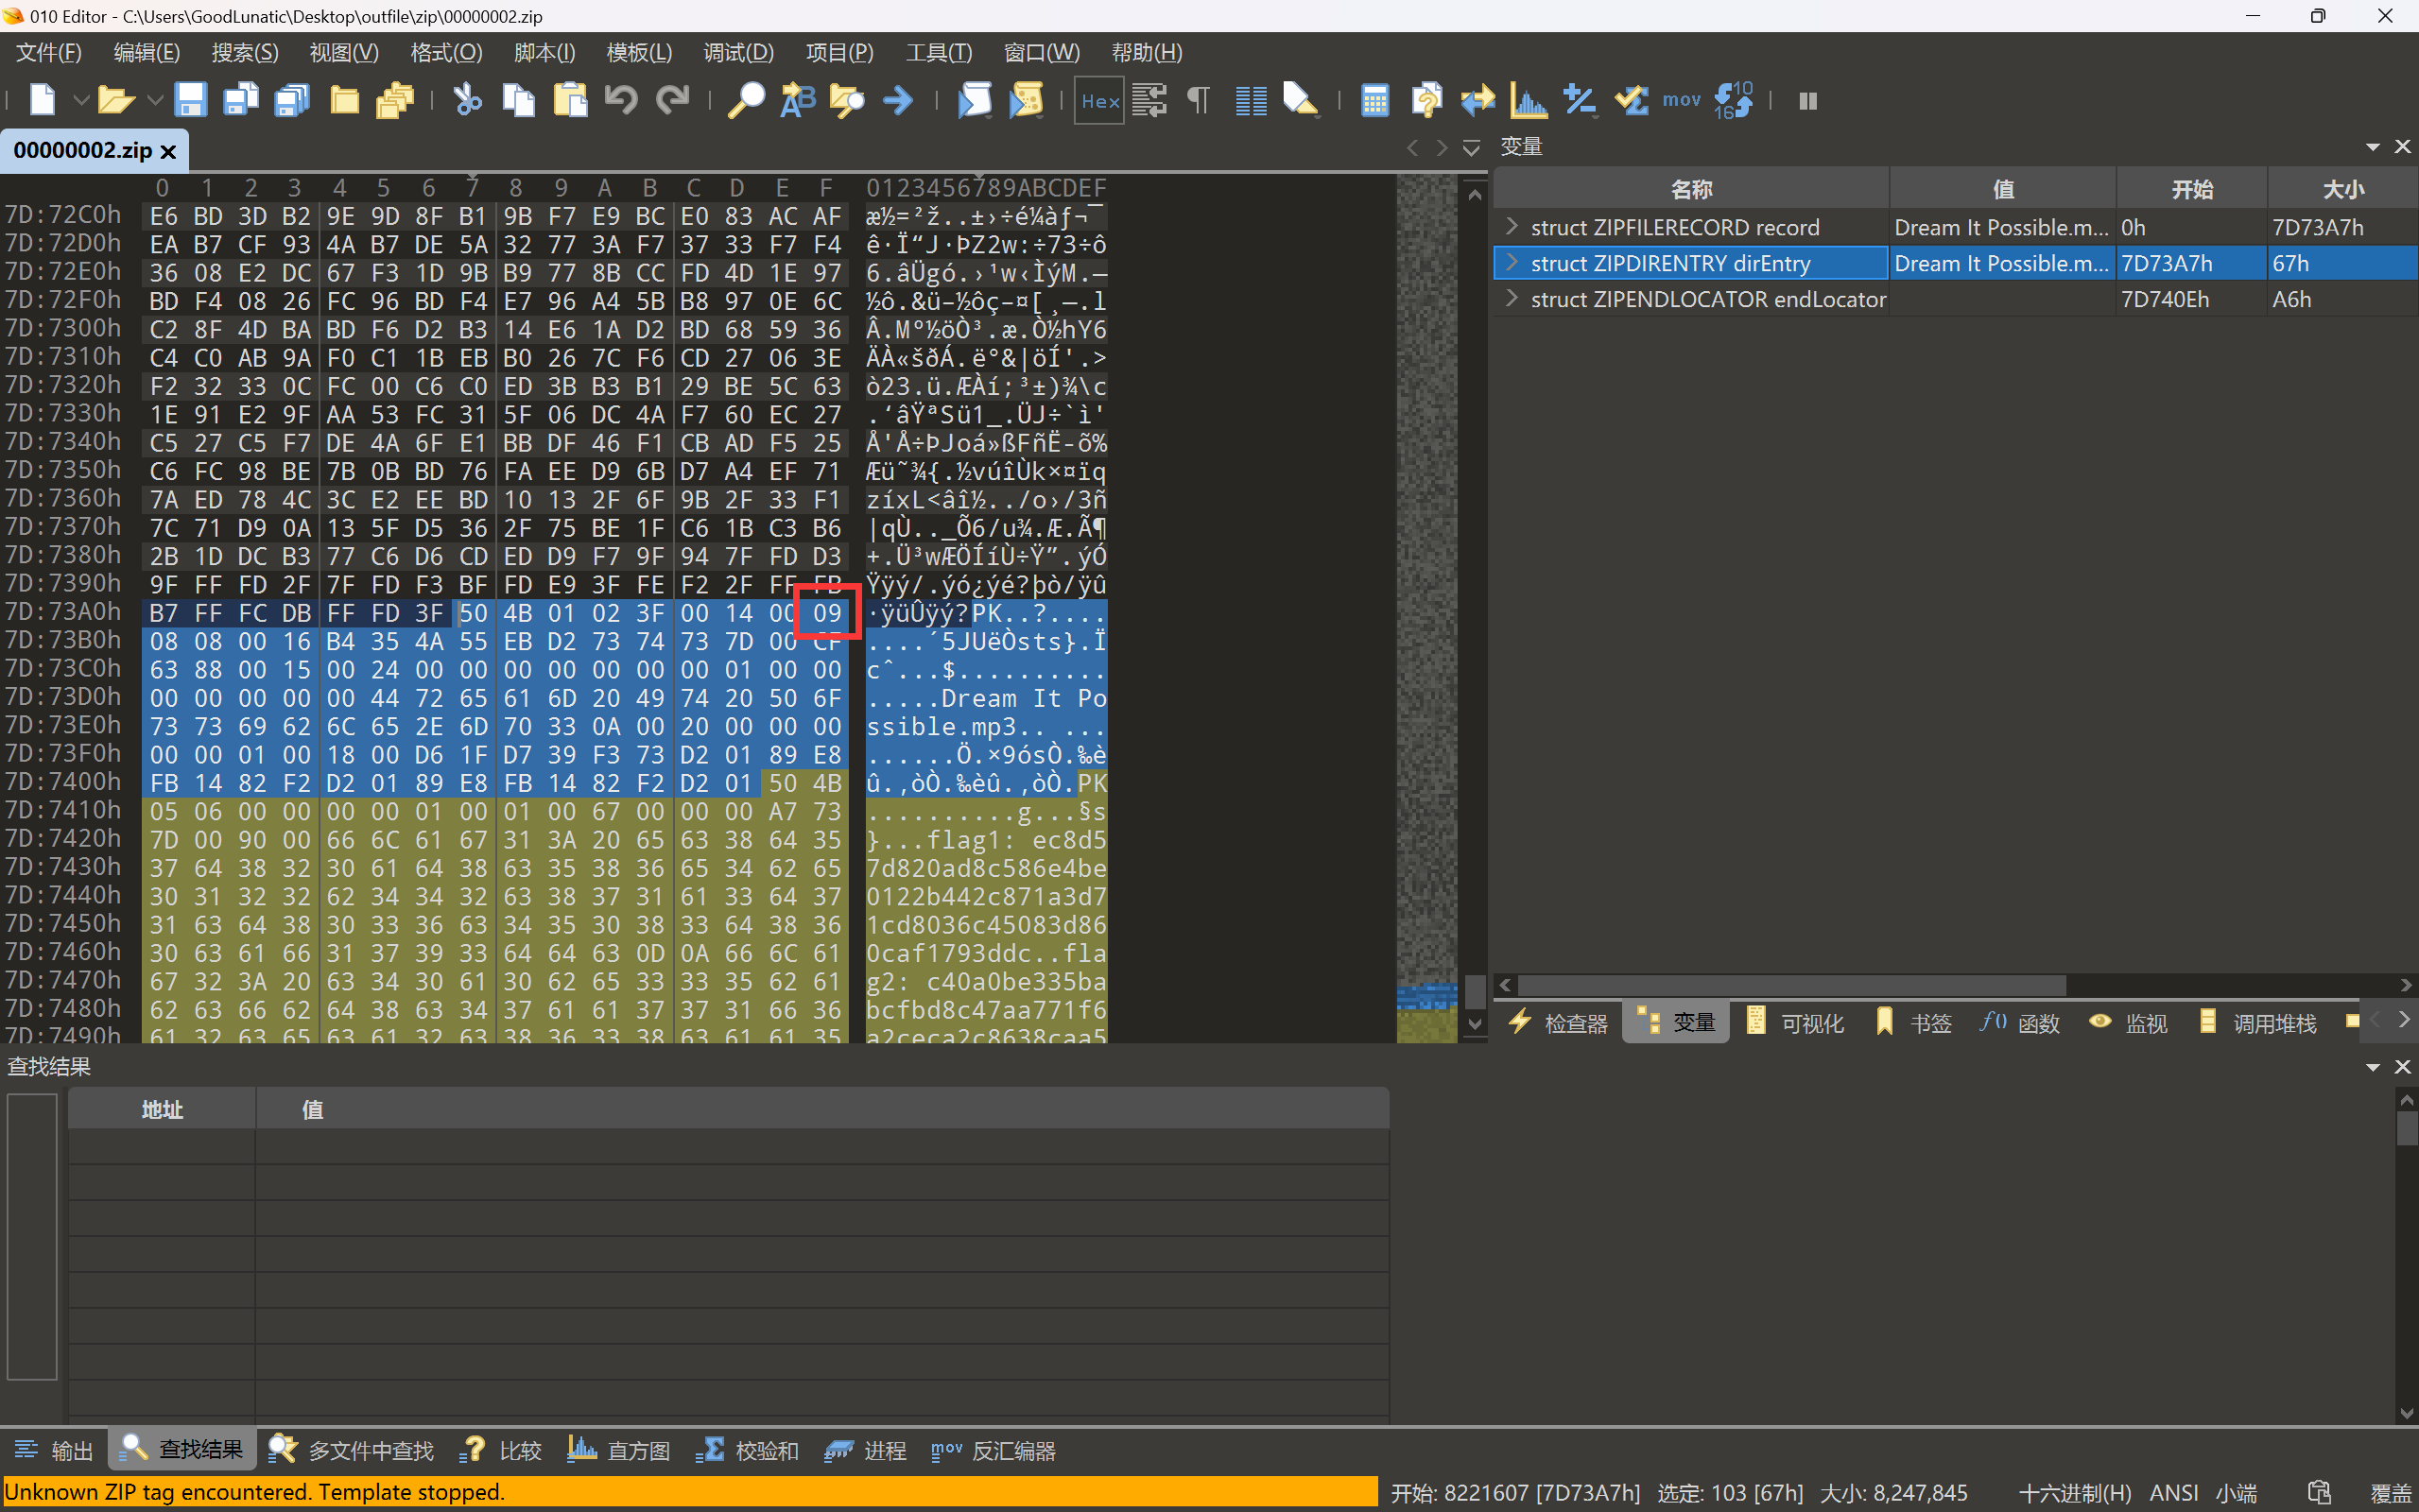 010 Editor - C:\Users\GoodLunatic\Desktop\outfile\zip\00000002.zip
文件(F) 编辑(E) 搜索(S) 视图(V) 格式(O) 脚本(I) 模板(L) 调试(D) 项目(P) 工具(T) 窗口(W) 帮助(H)
Hex mov
00000002.zip
0 1 2 3 4 5 6 7 8 9 A B C D E F 0123456789ABCDEF
7D:72C0h E6 BD 3D B2 9E 9D 8F B1 9B F7 E9 BC E0 83 AC AF æ½=²ž..±›÷é¼àƒ¬¯
7D:72D0h EA B7 CF 93 4A B7 DE 5A 32 77 3A F7 37 33 F7 F4 ê·Ï“J·ÞZ2w:÷73÷ô
7D:72E0h 36 08 E2 DC 67 F3 1D 9B B9 77 8B CC FD 4D 1E 97 6.âÜgó.›¹w‹ÌýM.—
7D:72F0h BD F4 08 26 FC 96 BD F4 E7 96 A4 5B B8 97 0E 6C ½ô.&ü–½ôç–¤[¸—.l
7D:7300h C2 8F 4D BA BD F6 D2 B3 14 E6 1A D2 BD 68 59 36 Â.Mº½öÒ³.æ.Ò½hY6
7D:7310h C4 C0 AB 9A F0 C1 1B EB B0 26 7C F6 CD 27 06 3E ÄÀ«šðÁ.ë°&|öÍ'.>
7D:7320h F2 32 33 0C FC 00 C6 C0 ED 3B B3 B1 29 BE 5C 63 ò23.ü.ÆÀí;³±)¾\c
7D:7330h 1E 91 E2 9F AA 53 FC 31 5F 06 DC 4A F7 60 EC 27 .‘âŸªSü1_.ÜJ÷`ì'
7D:7340h C5 27 C5 F7 DE 4A 6F E1 BB DF 46 F1 CB AD F5 25 Å'Å÷ÞJoá»ßFñË-õ%
7D:7350h C6 FC 98 BE 7B 0B BD 76 FA EE D9 6B D7 A4 EF 71 Æü˜¾{.½vúîÙk×¤ïq
7D:7360h 7A ED 78 4C 3C E2 EE BD 10 13 2F 6F 9B 2F 33 F1 zíxL<âî½../o›/3ñ
7D:7370h 7C 71 D9 0A 13 5F D5 36 2F 75 BE 1F C6 1B C3 B6 |qÙ.._Õ6/u¾.Æ.Ã¶
7D:7380h 2B 1D DC B3 77 C6 D6 CD ED D9 F7 9F 94 7F FD D3 +.Ü³wÆÖÍíÙ÷Ÿ”.ýÓ
7D:7390h 9F FF FD 2F 7F FD F3 BF FD E9 3F FE F2 2F FF FB Ÿÿý/.ýó¿ýé?þò/ÿû
7D:73A0h B7 FF FC DB FF FD 3F 50 4B 01 02 3F 00 14 00 09 ·ÿüÛÿý?PK..?....
7D:73B0h 08 08 00 16 B4 35 4A 55 EB D2 73 74 73 7D 00 CF ....´5JUëÒsts}.Ï
7D:73C0h 63 88 00 15 00 24 00 00 00 00 00 00 00 01 00 00 cˆ...$..........
7D:73D0h 00 00 00 00 00 44 72 65 61 6D 20 49 74 20 50 6F .....Dream It Po
7D:73E0h 73 73 69 62 6C 65 2E 6D 70 33 0A 00 20 00 00 00 ssible.mp3.. ...
7D:73F0h 00 00 01 00 18 00 D6 1F D7 39 F3 73 D2 01 89 E8 ......Ö.×9ósÒ.‰è
7D:7400h FB 14 82 F2 D2 01 89 E8 FB 14 82 F2 D2 01 50 4B û.‚òÒ.‰èû.‚òÒ.PK
7D:7410h 05 06 00 00 00 00 01 00 01 00 67 00 00 00 A7 73 ..........g...§s
7D:7420h 7D 00 90 00 66 6C 61 67 31 3A 20 65 63 38 64 35 }...flag1: ec8d5
7D:7430h 37 64 38 32 30 61 64 38 63 35 38 36 65 34 62 65 7d820ad8c586e4be
7D:7440h 30 31 32 32 62 34 34 32 63 38 37 31 61 33 64 37 0122b442c871a3d7
7D:7450h 31 63 64 38 30 33 36 63 34 35 30 38 33 64 38 36 1cd8036c45083d86
7D:7460h 30 63 61 66 31 37 39 33 64 64 63 0D 0A 66 6C 61 0caf1793ddc..fla
7D:7470h 67 32 3A 20 63 34 30 61 30 62 65 33 33 35 62 61 g2: c40a0be335ba
7D:7480h 62 63 66 62 64 38 63 34 37 61 61 37 37 31 66 36 bcfbd8c47aa771f6
7D:7490h 61 32 63 65 63 61 32 63 38 36 33 38 63 61 61 35 a2ceca2c8638caa5
变量
名称 值 开始 大小
struct ZIPFILERECORD record Dream It Possible.m... 0h 7D73A7h
struct ZIPDIRENTRY dirEntry Dream It Possible.m... 7D73A7h 67h
struct ZIPENDLOCATOR endLocator 7D740Eh A6h
检查器 变量 可视化 书签 函数 监视 调用堆栈
查找结果
地址 值
输出 查找结果 多文件中查找 比较 直方图 校验和 进程 mov 反汇编器
Unknown ZIP tag encountered. Template stopped. 开始: 8221607 [7D73A7h] 选定: 103 [67h] 大小: 8,247,845 十六进制(H) ANSI 小端 覆盖